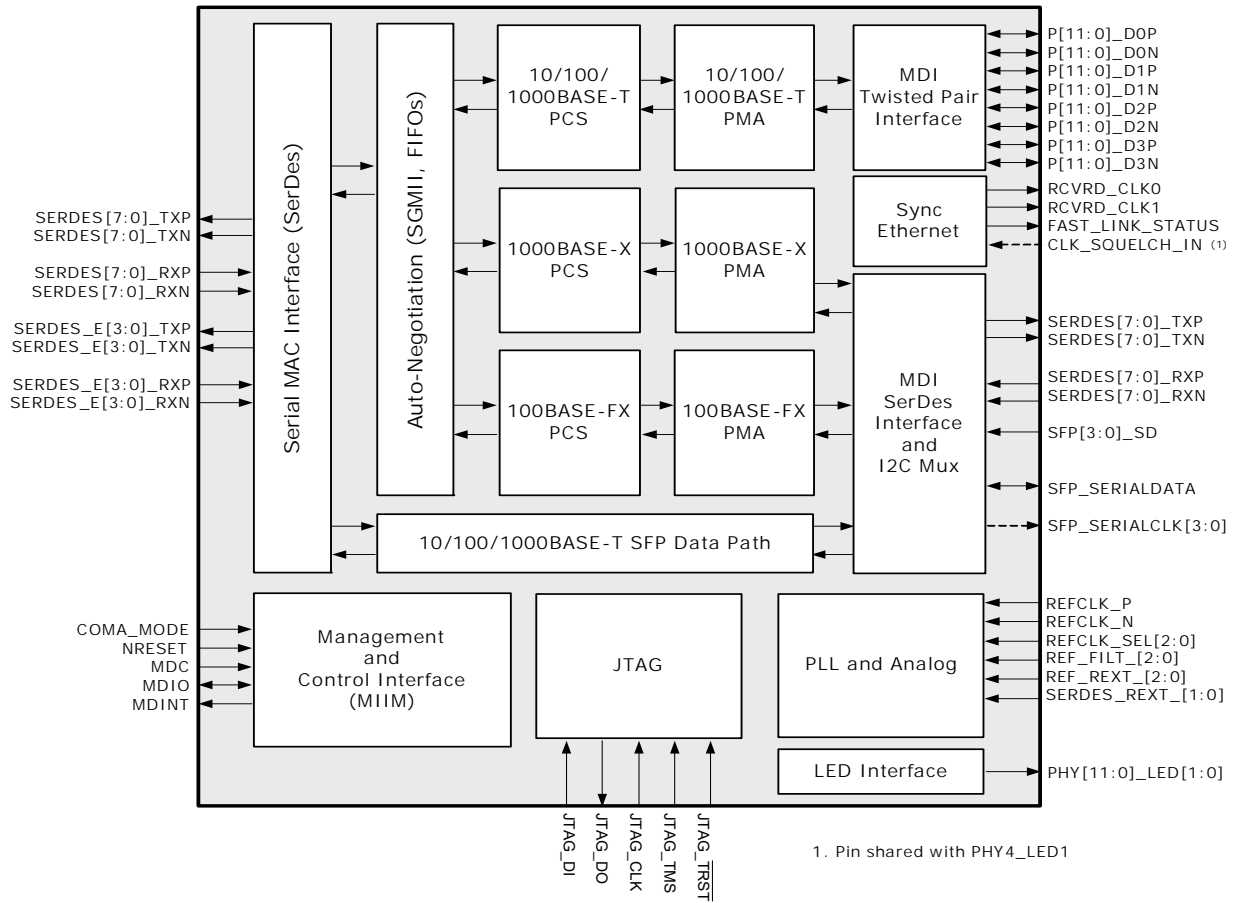 SERDES[7:0]_TXP
SERDES[7:0]_TXN
SERDES[7:0]_RXP
SERDES[7:0]_RXN
SERDES_E[3:0]_TXP
SERDES_E[3:0]_TXN
SERDES_E[3:0]_RXP
SERDES_E[3:0]_RXN
Serial MAC Interface (SerDes)
Auto-Negotiation (SGMII, FIFOs)
10/100/
1000BASE-T
PCS
10/100/
1000BASE-T
PMA
MDI
Twisted Pair
Interface
P[11:0]_D0P
P[11:0]_D0N
P[11:0]_D1P
P[11:0]_D1N
P[11:0]_D2P
P[11:0]_D2N
P[11:0]_D3P
P[11:0]_D3N
Sync
Ethernet
RCVRD_CLK0
RCVRD_CLK1
FAST_LINK_STATUS
CLK_SQUELCH_IN (1)
1000BASE-X
PCS
1000BASE-X
PMA
100BASE-FX
PCS
100BASE-FX
PMA
MDI
SerDes
Interface
and
I2C Mux
SERDES[7:0]_TXP
SERDES[7:0]_TXN
SERDES[7:0]_RXP
SERDES[7:0]_RXN
SFP[3:0]_SD
SFP_SERIALDATA
SFP_SERIALCLK[3:0]
10/100/1000BASE-T SFP Data Path
COMA_MODE
NRESET
MDC
MDIO
MDINT
Management
and
Control Interface
(MIIM)
JTAG
PLL and Analog
REFCLK_P
REFCLK_N
REFCLK_SEL[2:0]
REF_FILT_[2:0]
REF_REXT_[2:0]
SERDES_REXT_[1:0]
LED Interface
PHY[11:0]_LED[1:0]
JTAG_DI
JTAG_DO
JTAG_CLK
JTAG_TMS
JTAG_TRST
1. Pin shared with PHY4_LED1